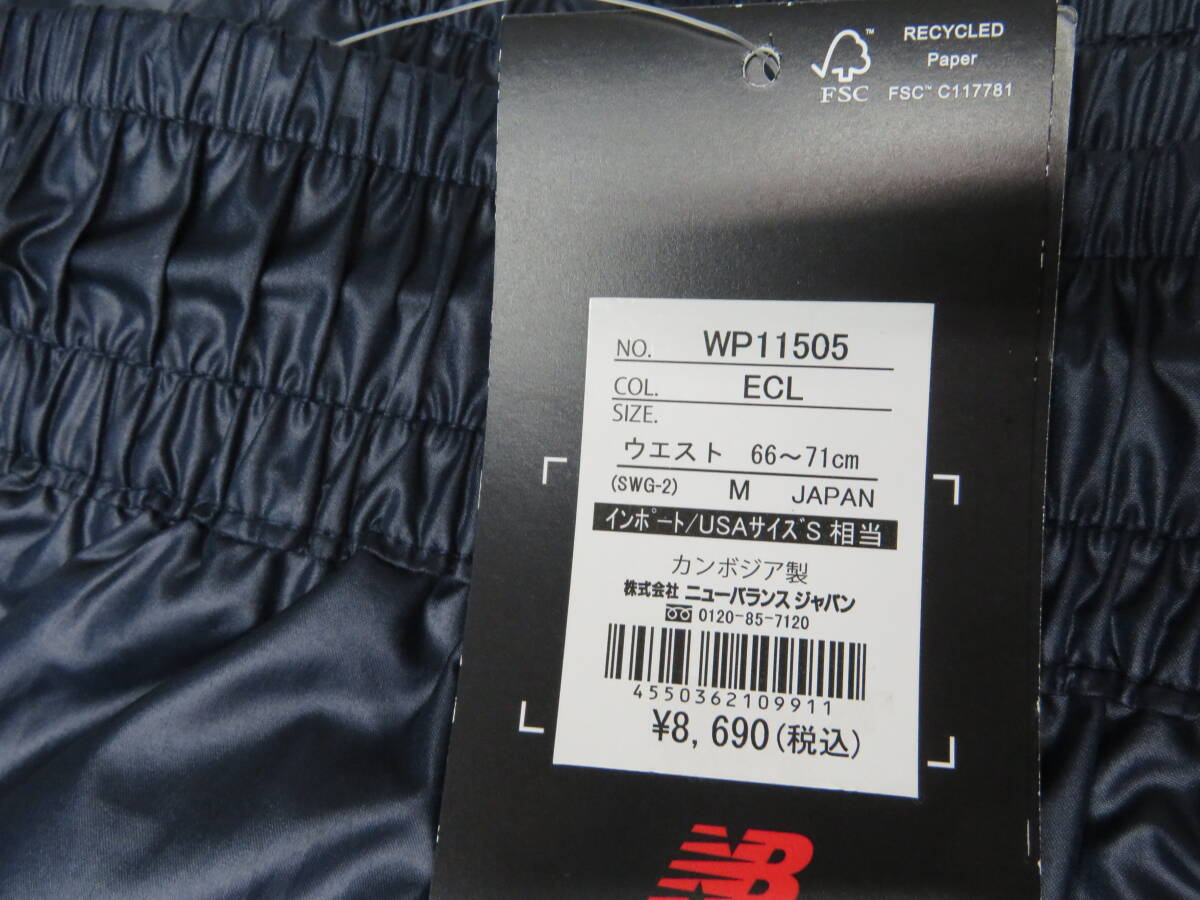 RECYCLED
Paper
FSC™ C117781
FSC™
NO. WP11505
COL. ECL
SIZE.
ウエスト 66～71cm
(SWG-2) M JAPAN
インポート/USAサイズS 相当
カンボジア製
株式会社 ニューバランス ジャパン
0120-85-7120
4550362109911
¥8,690(税込)
NB